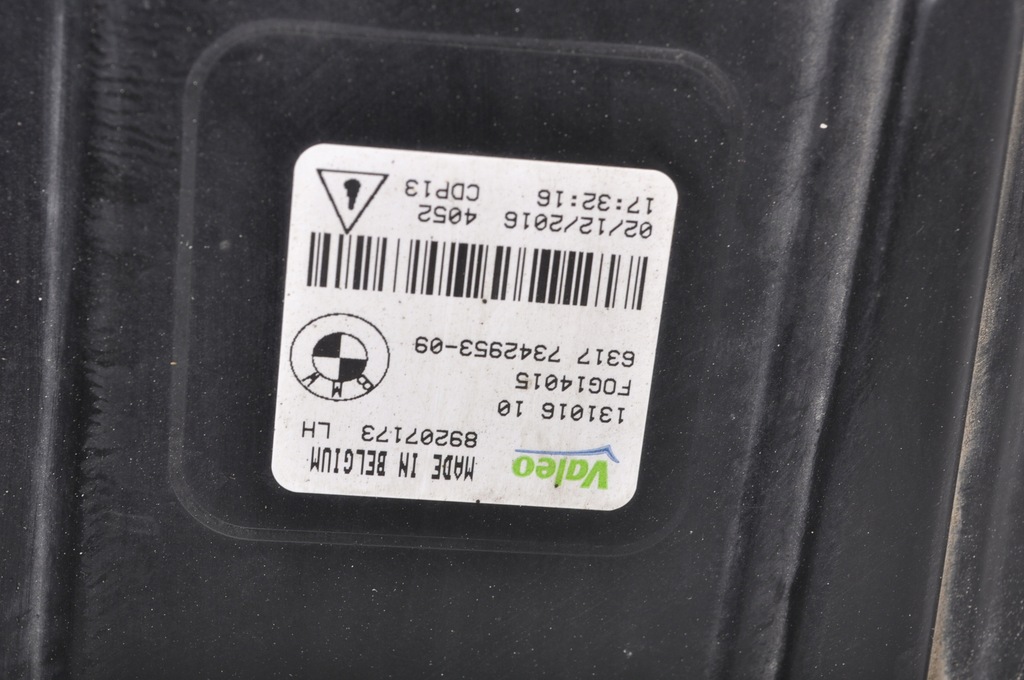 Valeo MADE IN BELGIUM
89207173 LH
131016 10
FOG14015
6317 7342953-09
BMW
02/12/2016 4052
17:32:16 CDP13